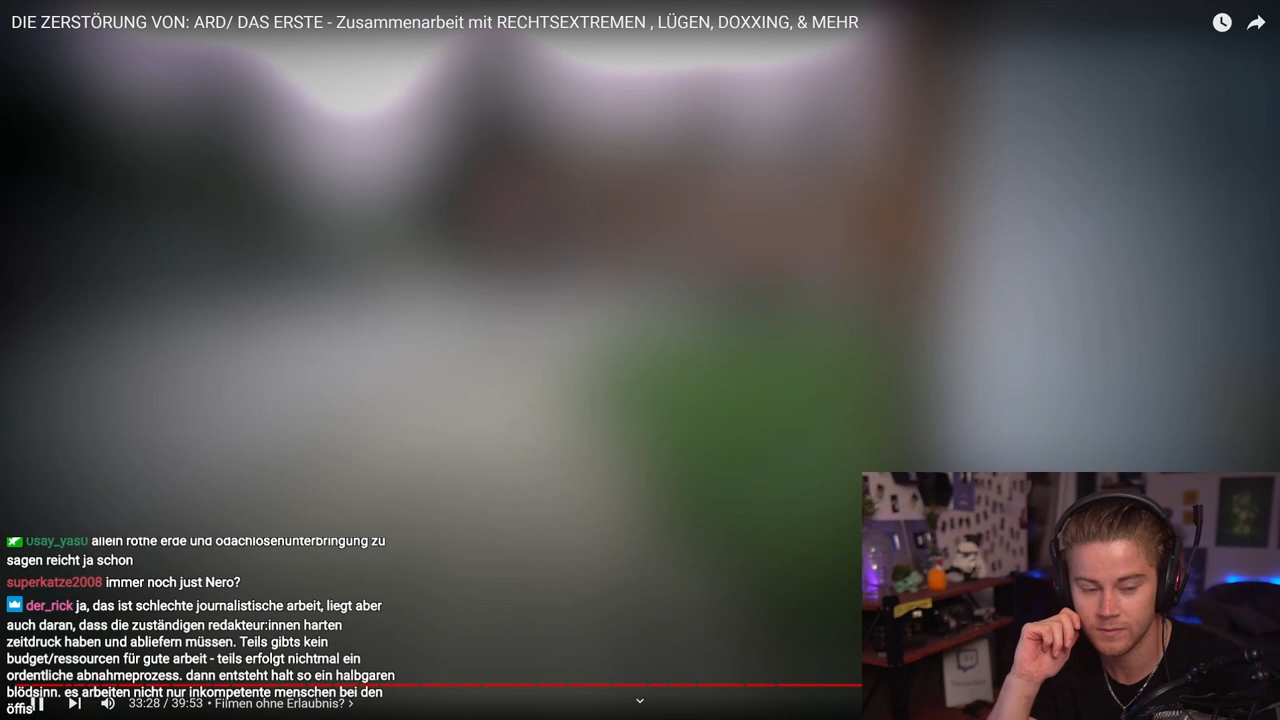 DIE ZERSTÖRUNG VON: ARD/ DAS ERSTE - Zusammenarbeit mit RECHTSEXTREMEN , LÜGEN, DOXXING, & MEHR
Usay_yasU allein rothe erde und odachlosenunterbringung zu
sagen reicht ja schon
superkatze2008 immer noch just Nero?
der_rick ja, das ist schlechte journalistische arbeit, liegt aber
auch daran, dass die zuständigen redakteur:innen harten
zeitdruck haben und abliefern müssen. Teils gibts kein
budget/ressourcen für gute arbeit - teils erfolgt nichtmal ein
ordentliche abnahmeprozess. dann entsteht halt so ein halbgaren
blödsinn. es arbeiten nicht nur inkompetente menschen bei den
öffis
33:28 / 39:53 • Filmen ohne Erlaubnis? >